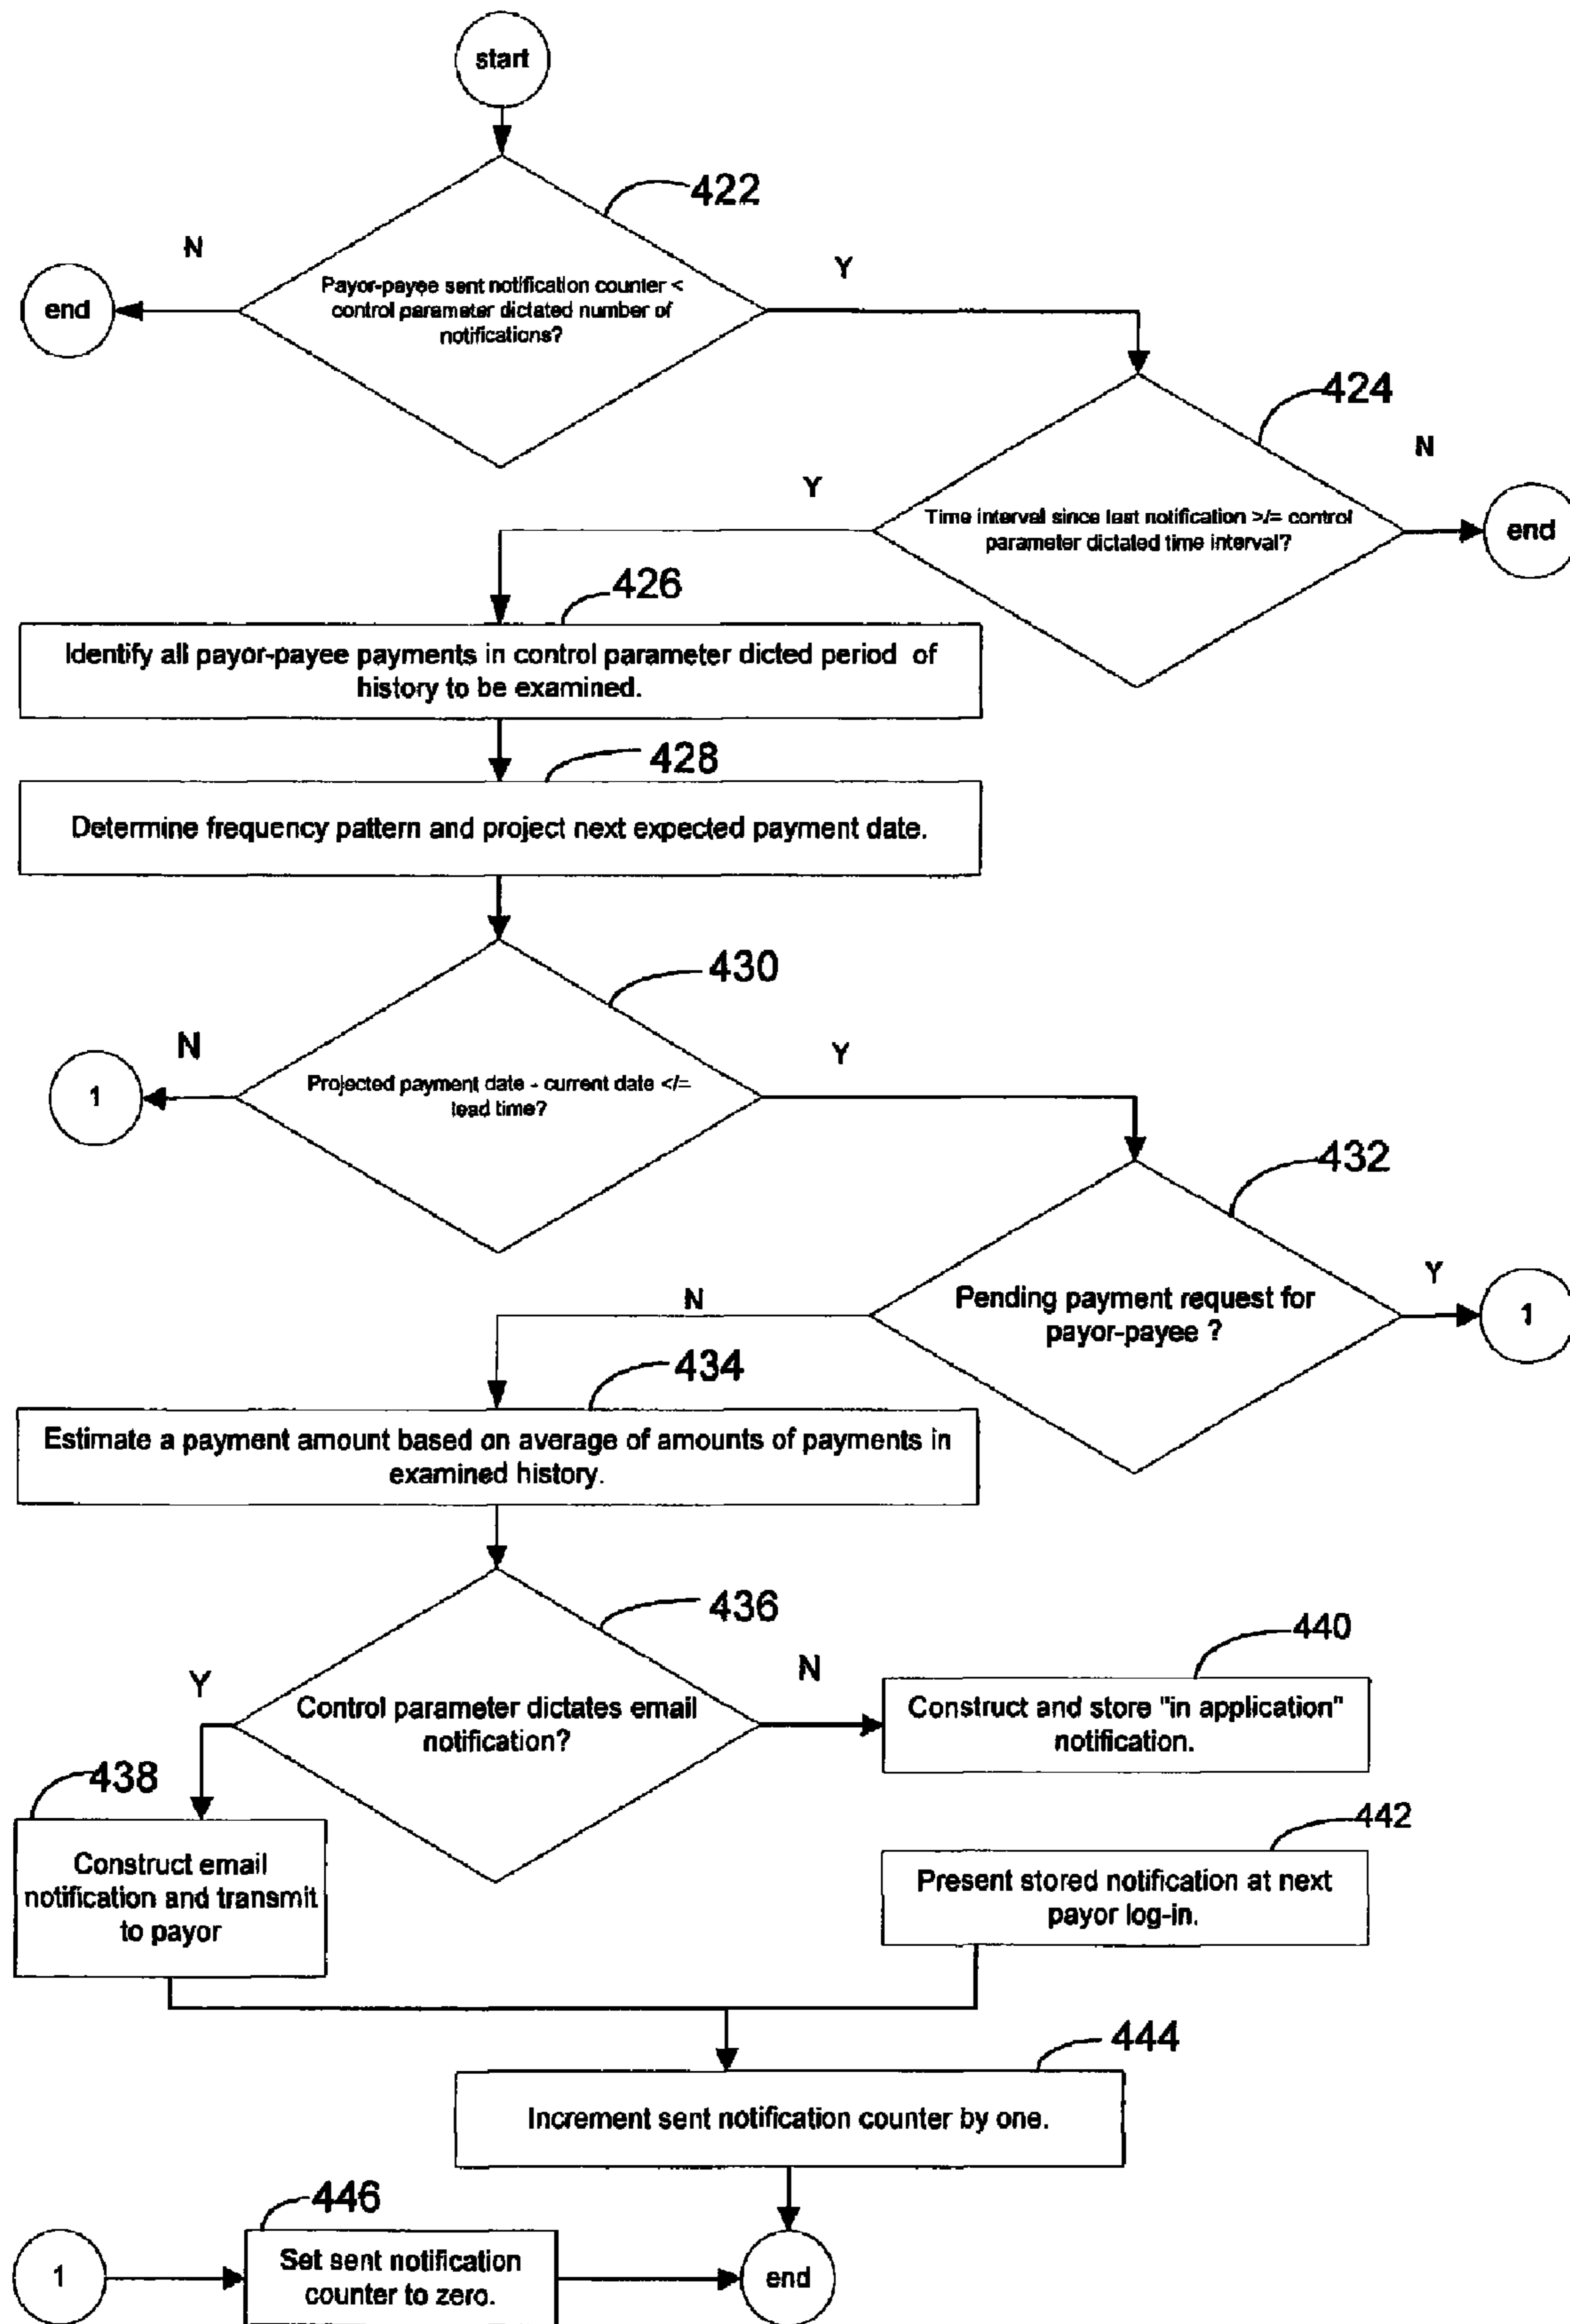 start
422
N
Y
Payor-payee sent notification counter <
control parameter dictated number of
notifications?
end
424
N
Y
Time interval since last notification >/= control
parameter dictated time interval?
end
426
Identify all payor-payee payments in control parameter dicted period of
history to be examined.
428
Determine frequency pattern and project next expected payment date.
430
N
Y
Projected payment date - current date </=
lead time?
1
432
Y
N
Pending payment request for
payor-payee ?
1
434
Estimate a payment amount based on average of amounts of payments in
examined history.
436
440
Y
N
Control parameter dictates email
notification?
Construct and store "in application"
notification.
438
442
Construct email
notification and transmit
to payor
Present stored notification at next
payor log-in.
444
Increment sent notification counter by one.
446
1
Set sent notification
counter to zero.
end